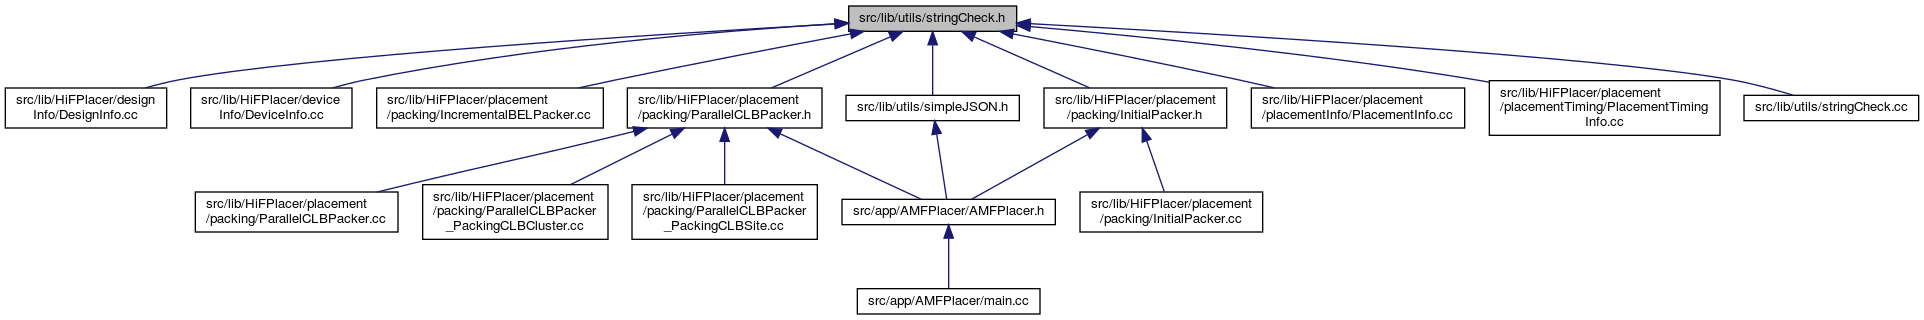 src/lib/utils/stringCheck.h
src/lib/HiFPlacer/design
Info/DesignInfo.cc
src/lib/HiFPlacer/device
Info/DeviceInfo.cc
src/lib/HiFPlacer/placement
/packing/IncrementalBELPacker.cc
src/lib/HiFPlacer/placement
/packing/ParallelCLBPacker.h
src/lib/utils/simpleJSON.h
src/lib/HiFPlacer/placement
/packing/InitialPacker.h
src/lib/HiFPlacer/placement
/placementInfo/PlacementInfo.cc
src/lib/HiFPlacer/placement
/placementTiming/PlacementTiming
Info.cc
src/lib/utils/stringCheck.cc
src/lib/HiFPlacer/placement
/packing/ParallelCLBPacker.cc
src/lib/HiFPlacer/placement
/packing/ParallelCLBPacker
_PackingCLBCluster.cc
src/lib/HiFPlacer/placement
/packing/ParallelCLBPacker
_PackingCLBSite.cc
src/app/AMFPlacer/AMFPlacer.h
src/lib/HiFPlacer/placement
/packing/InitialPacker.cc
src/app/AMFPlacer/main.cc